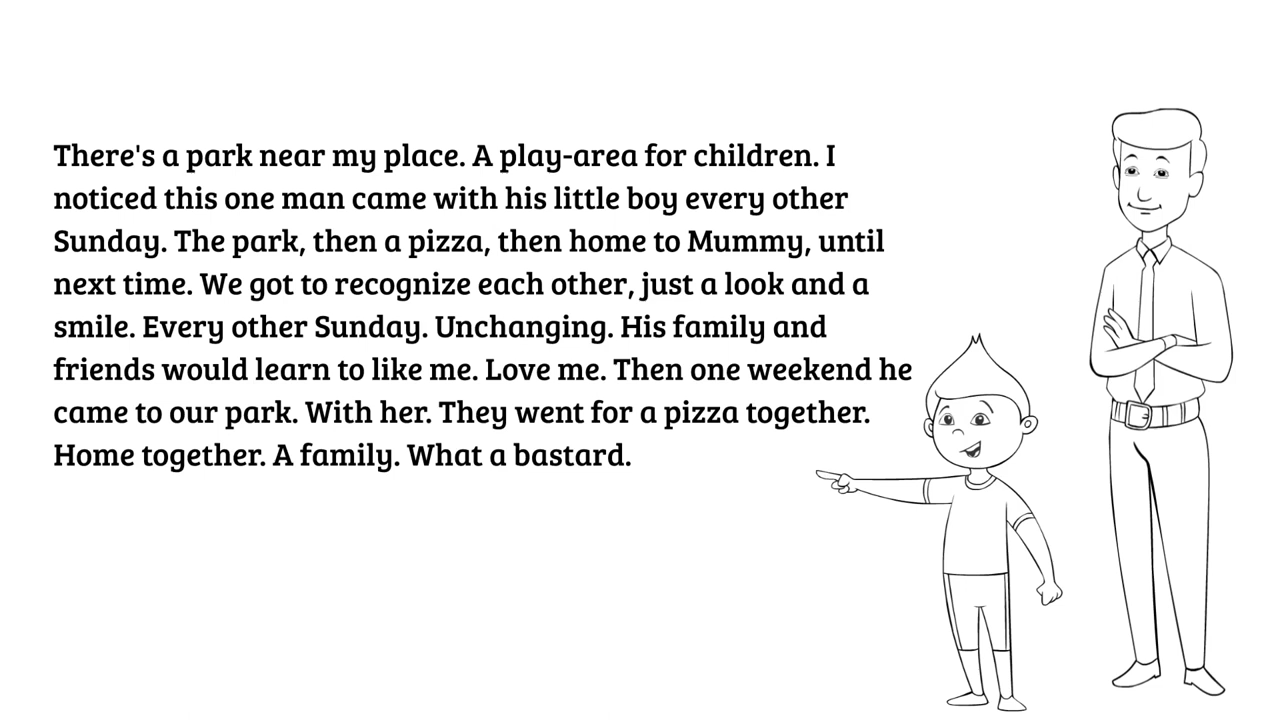 There's a park near my place. A play-area for children. I
noticed this one man came with his little boy every other
Sunday. The park, then a pizza, then home to Mummy, until
next time. We got to recognize each other, just a look and a
smile. Every other Sunday. Unchanging. His family and
friends would learn to like me. Love me. Then one weekend he
came to our park. With her. They went for a pizza together.
Home together. A family. What a bastard.